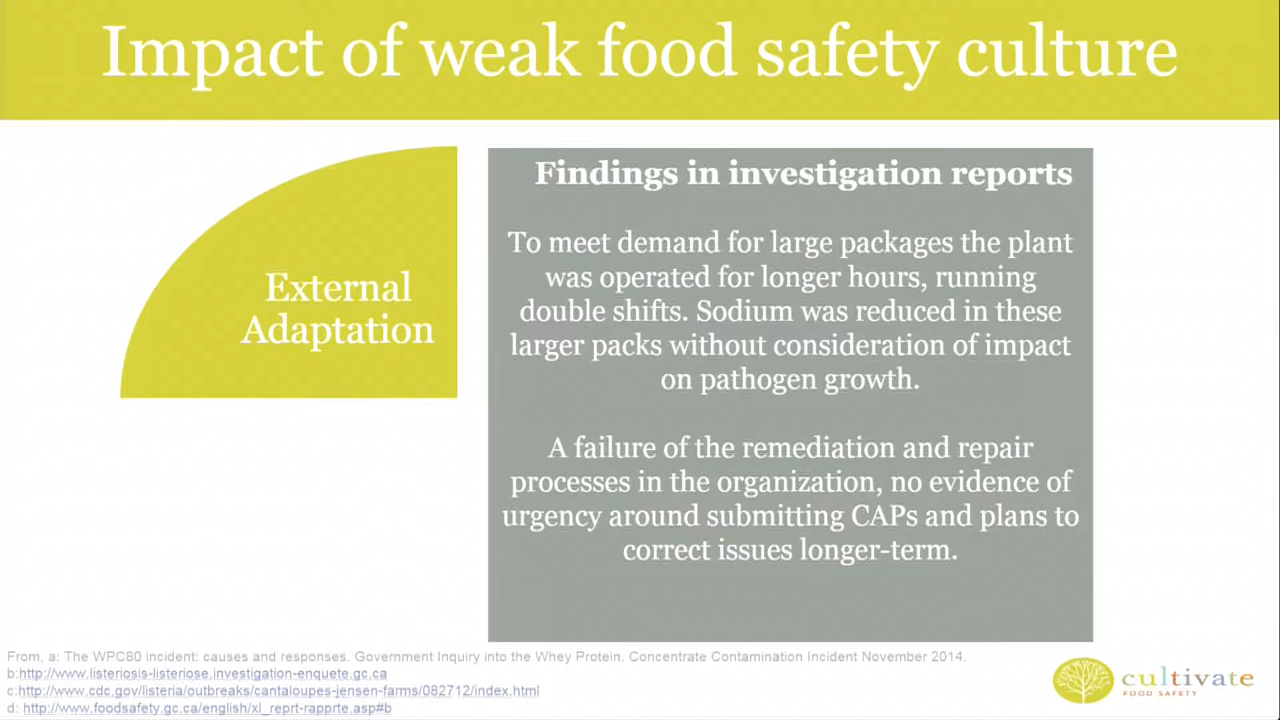 Impact of weak food safety culture
External
Adaptation
Findings in investigation reports
To meet demand for large packages the plant
was operated for longer hours, running
double shifts. Sodium was reduced in these
larger packs without consideration of impact
on pathogen growth.
A failure of the remediation and repair
processes in the organization, no evidence of
urgency around submitting CAPs and plans to
correct issues longer-term.
From, a: The WPC80 incident: causes and responses. Government Inquiry into the Whey Protein. Concentrate Contamination Incident November 2014.
b:http://www.listeriosis-listeriose.investigation-enquete.gc.ca
c:http://www.cdc.gov/listeria/outbreaks/cantaloupes-jensen-farms/082712/index.html
d: http://www.foodsafety.gc.ca/english/xl_reprt-rapprte.asp#b
cultivate
FOOD SAFETY